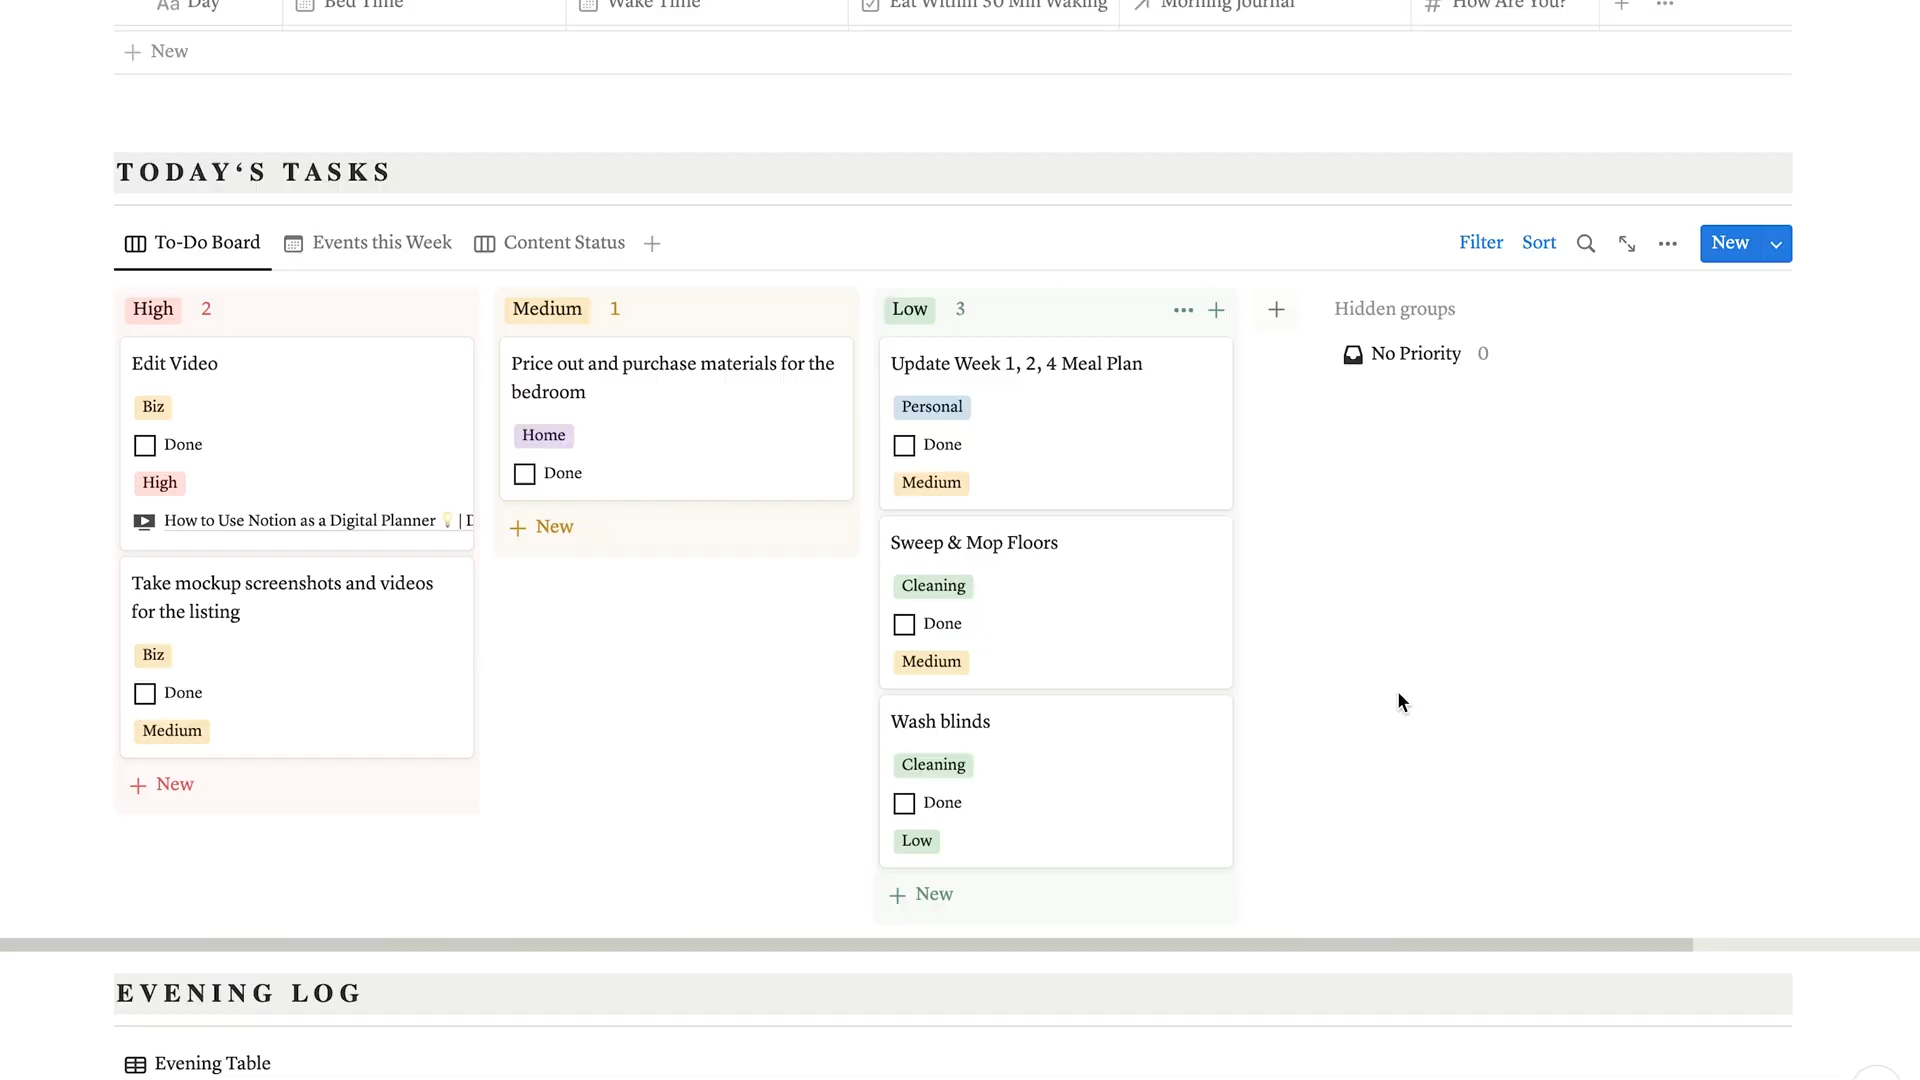 Day Bed Time Wake Time Eat Within 30 Min Waking Morning Journal How Are You?
New
TODAY‘S TASKS
To-Do Board Events this Week Content Status Filter Sort New
High 2 Medium 1 Low 3 Hidden groups
No Priority 0
Edit Video
Biz
Done
High
How to Use Notion as a Digital Planner 💡 | D
Take mockup screenshots and videos
for the listing
Biz
Done
Medium
New
Price out and purchase materials for the
bedroom
Home
Done
New
Update Week 1, 2, 4 Meal Plan
Personal
Done
Medium
Sweep & Mop Floors
Cleaning
Done
Medium
Wash blinds
Cleaning
Done
Low
New
EVENING LOG
Evening Table